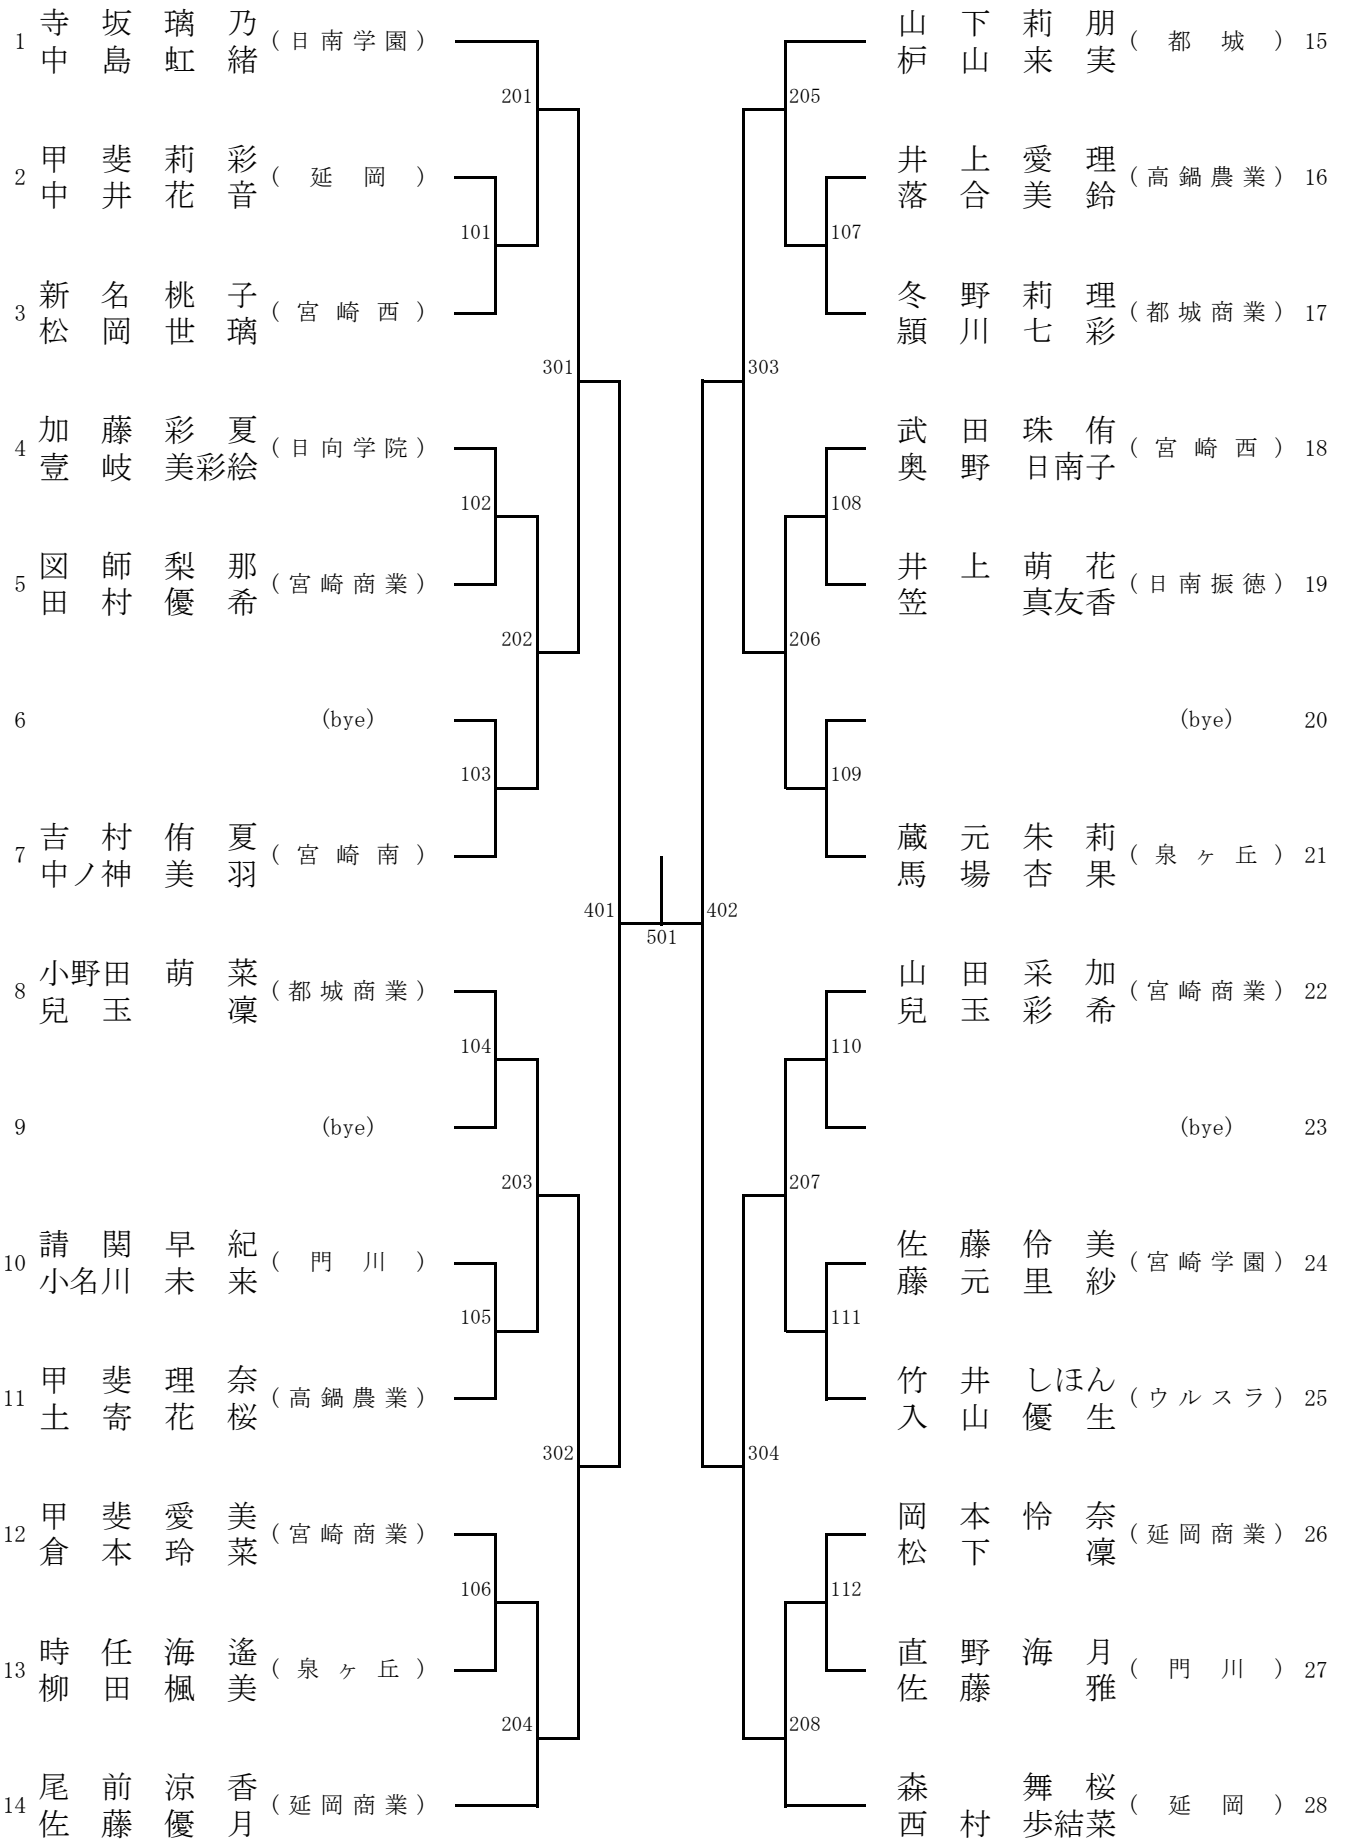 1 寺坂璃乃 (日南学園)
中島虹緒
201
2 甲斐莉彩 (延岡)
中井花音
101
3 新名桃子 (宮崎西)
松岡世璃
301
4 加藤彩夏 (日向学院)
壹岐美彩絵
102
5 図師梨那 (宮崎商業)
田村優希
202
6 (bye)
103
7 吉村侑夏 (宮崎南)
中ノ神美羽
401
501
8 小野田萌菜 (都城商業)
兒玉凜
104
9 (bye)
203
10 請関早紀 (門川)
小名川未来
105
11 甲斐理奈 (高鍋農業)
土寄花桜
302
12 甲斐愛美 (宮崎商業)
倉本玲菜
106
13 時任海遙 (泉ヶ丘)
柳田楓美
204
14 尾前涼香 (延岡商業)
佐藤優月
山下莉朋 (都城) 15
枦山来実
205
井上愛理 (高鍋農業) 16
落合美鈴
107
冬野莉理 (都城商業) 17
頴川七彩
303
武田珠侑 (宮崎西) 18
奥野日南子
108
井上萌花 (日南振徳) 19
笠真友香
206
(bye) 20
109
蔵元朱莉 (泉ヶ丘) 21
馬場杏果
402
山田采加 (宮崎商業) 22
兒玉彩希
110
(bye) 23
207
佐藤伶美 (宮崎学園) 24
藤元里紗
111
竹井しほん (ウルスラ) 25
入山優生
304
岡本怜奈 (延岡商業) 26
松下凜
112
直野海月 (門川) 27
佐藤雅
208
森舞桜 (延岡) 28
西村歩結菜